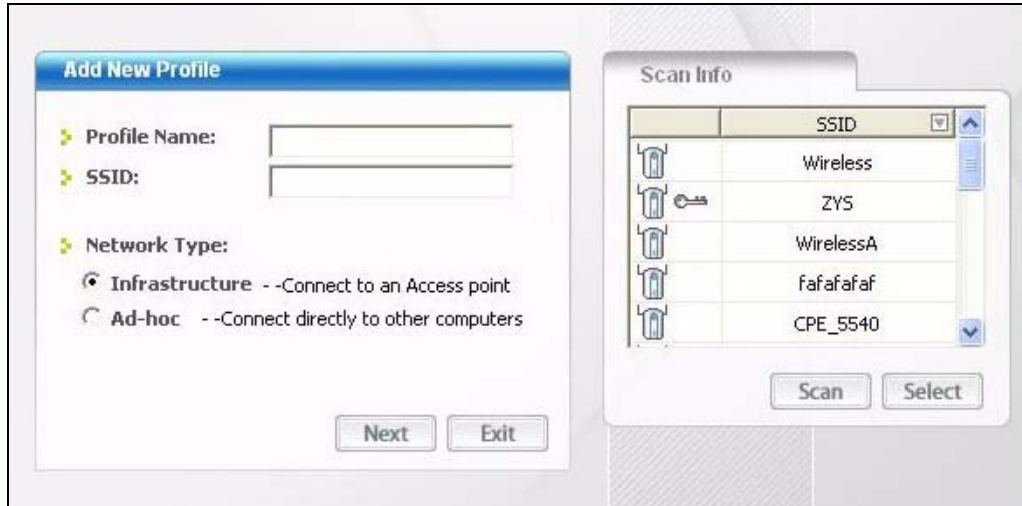 Add New Profile
Profile Name:
SSID:
Network Type:
Infrastructure - -Connect to an Access point
Ad-hoc - -Connect directly to other computers
Next Exit
Scan Info
SSID
Wireless
ZYS
WirelessA
fafafafaf
CPE_5540
Scan Select